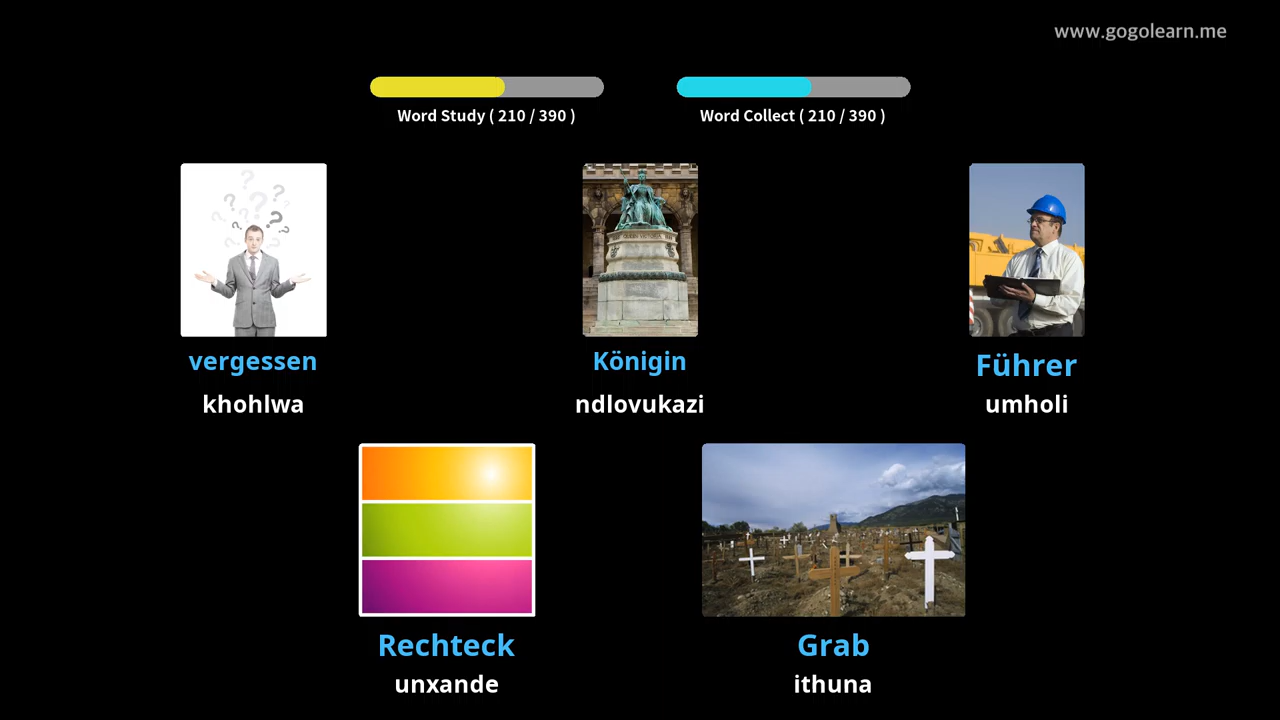 www.gogolearn.me
Word Study ( 210 / 390 )
Word Collect ( 210 / 390 )
vergessen
khohlwa
Königin
ndlovukazi
Führer
umholi
Rechteck
unxande
Grab
ithuna